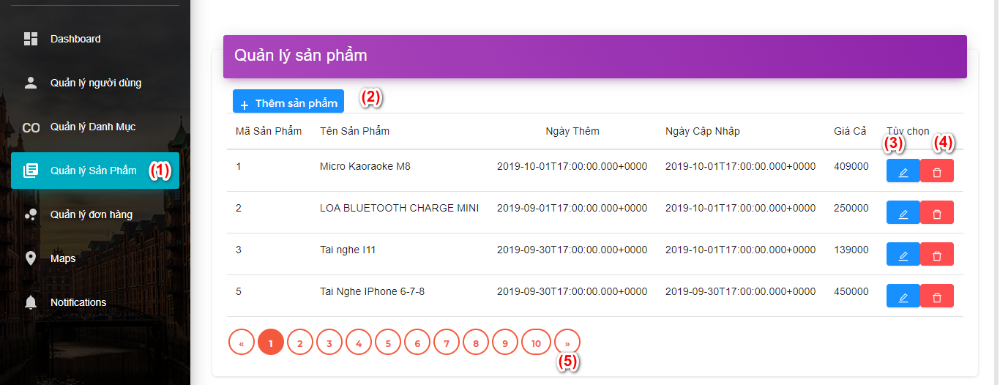 Dashboard
Quản lý người dùng
CO Quản lý Danh Mục
Quản lý Sản Phẩm (1)
Quản lý đơn hàng
Maps
Notifications
Quản lý sản phẩm
+ Thêm sản phẩm (2)
Mã Sản Phẩm Tên Sản Phẩm Ngày Thêm Ngày Cập Nhập Giá Cả Tùy chọn
(3) (4)
1 Micro Kaoraoke M8 2019-10-01T17:00:00.000+0000 2019-10-01T17:00:00.000+0000 409000
2 LOA BLUETOOTH CHARGE MINI 2019-09-01T17:00:00.000+0000 2019-10-01T17:00:00.000+0000 250000
3 Tai nghe I11 2019-09-30T17:00:00.000+0000 2019-10-01T17:00:00.000+0000 139000
5 Tai Nghe IPhone 6-7-8 2019-09-30T17:00:00.000+0000 2019-09-30T17:00:00.000+0000 450000
« 1 2 3 4 5 6 7 8 9 10 »
(5)